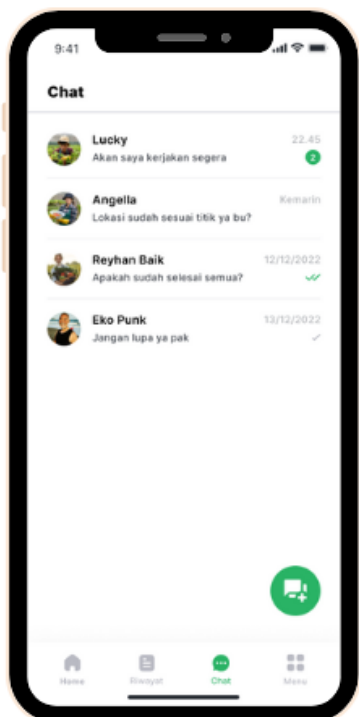 9:41
Chat
Lucky
22.45
Akan saya kerjakan segera
2
Angella
Kemarin
Lokasi sudah sesuai titik ya bu?
Reyhan Baik
12/12/2022
Apakah sudah selesai semua?
Eko Punk
13/12/2022
Jangan lupa ya pak
Home
Riwayat
Chat
Menu